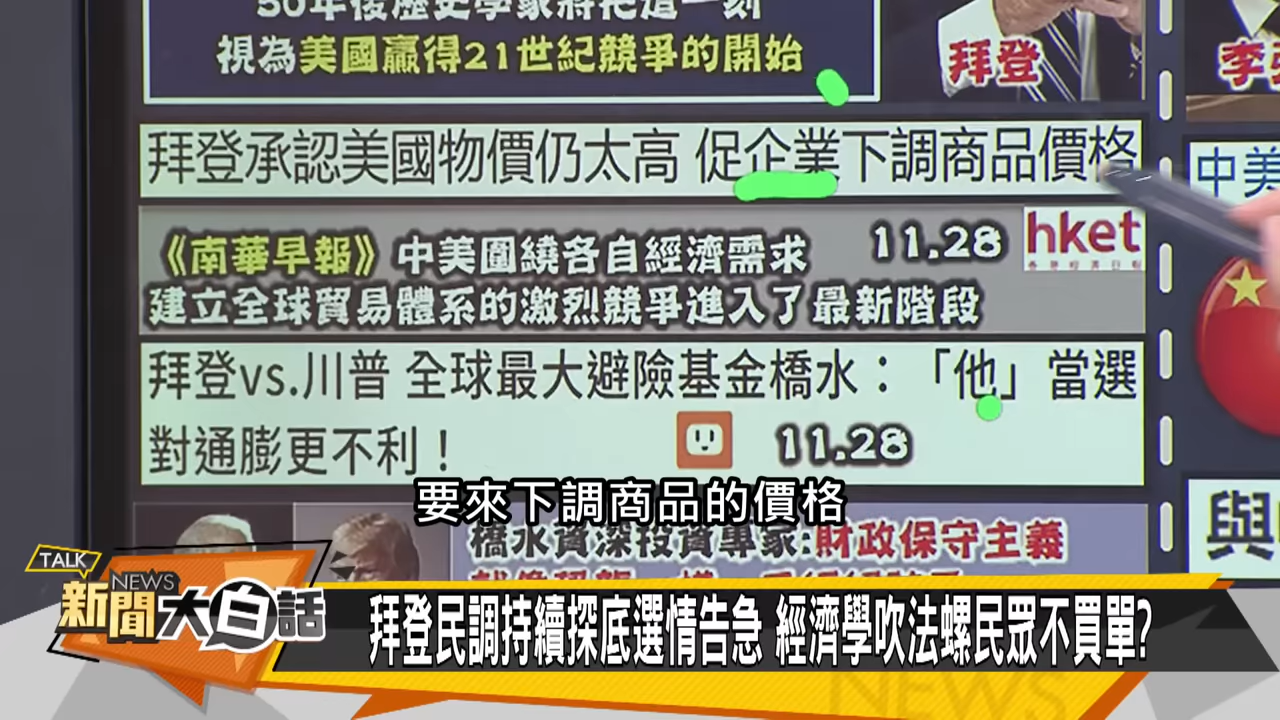 50年後歷史學家將把這一刻
視為美國贏得21世紀競爭的開始
拜登
李
拜登承認美國物價仍太高 促企業下調商品價格
中美
《南華早報》中美圍繞各自經濟需求 11.28 hket
香港經濟日報
建立全球貿易體系的激烈競爭進入了最新階段
拜登vs.川普 全球最大避險基金橋水：「他」當選
對通膨更不利！ 11.28
與
要來下調商品的價格
橋水資深投資專家:財政保守主義
TALK
NEWS
新聞大白話
拜登民調持續探底選情告急 經濟學吹法螺民眾不買單?
NEWS